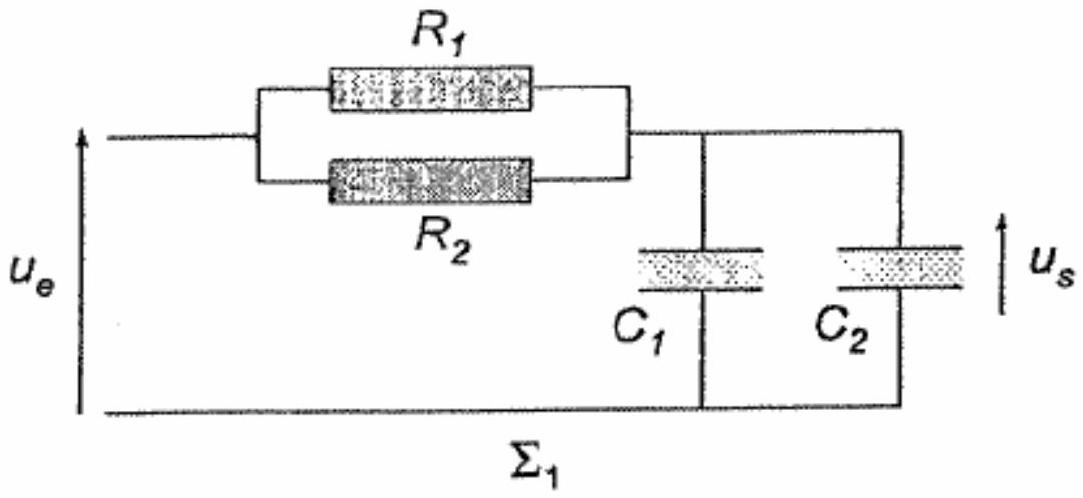 R₁
R₂
uₑ
C₁
C₂
uₛ
Σ₁